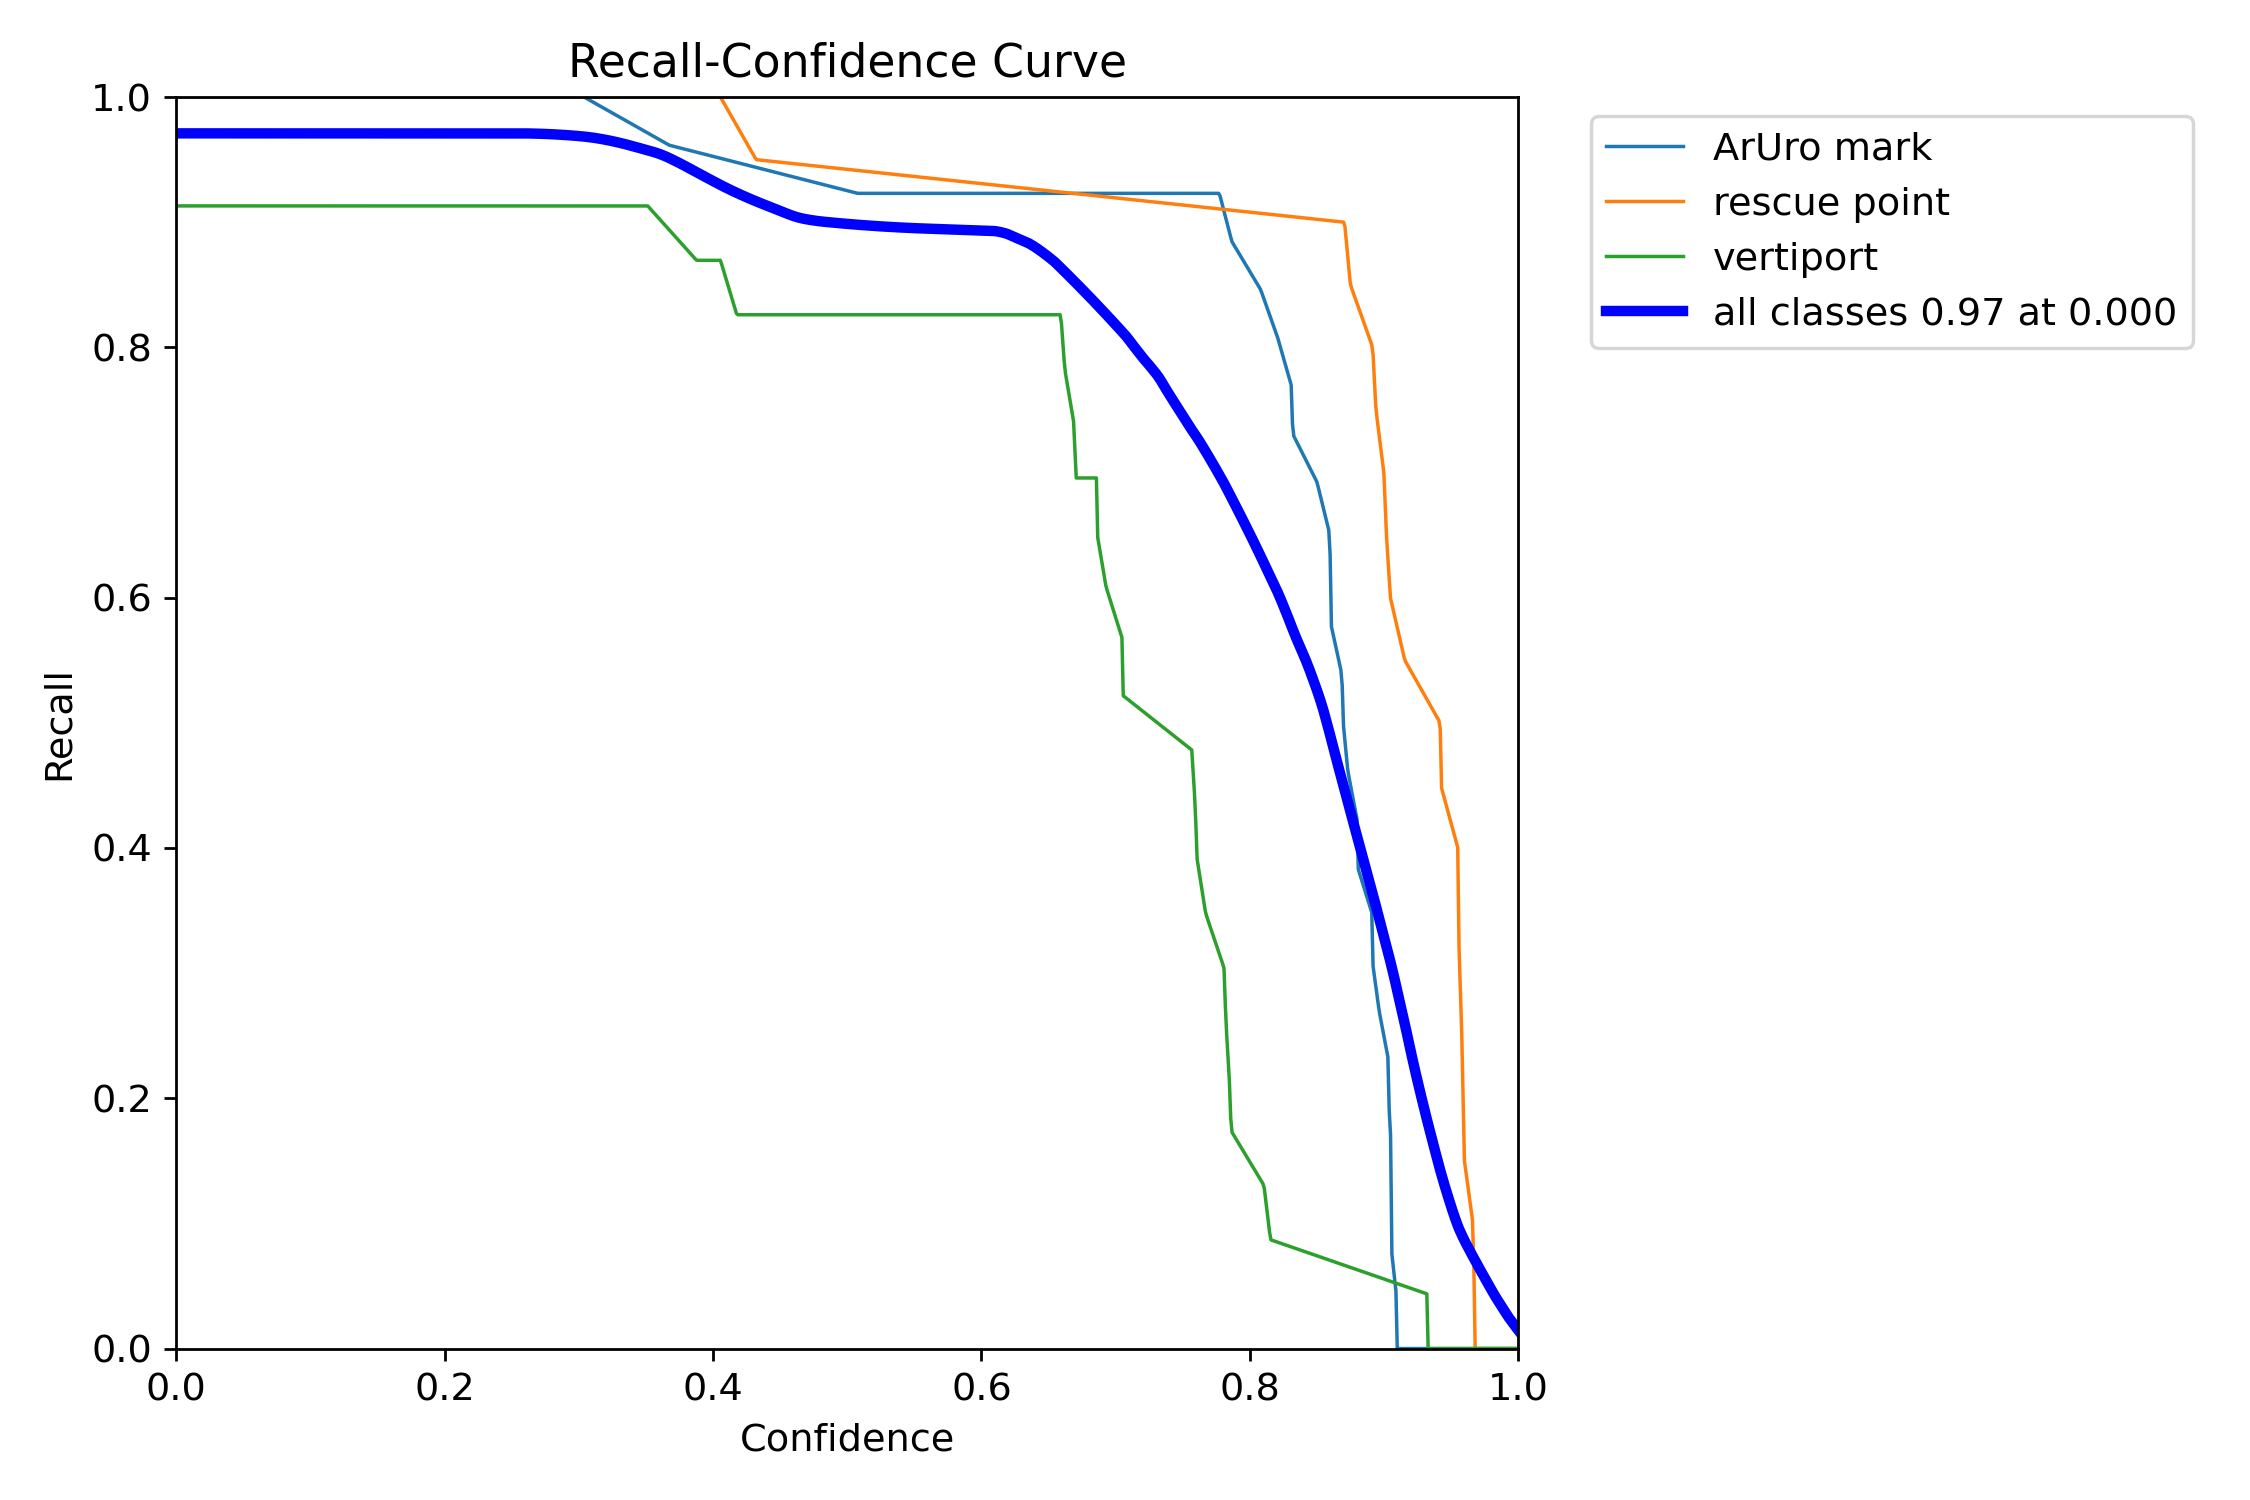 Recall-Confidence Curve
1.0
0.8
0.6
0.4
0.2
0.0
Recall
0.0 0.2 0.4 0.6 0.8 1.0
Confidence
ArUro mark
rescue point
vertiport
all classes 0.97 at 0.000